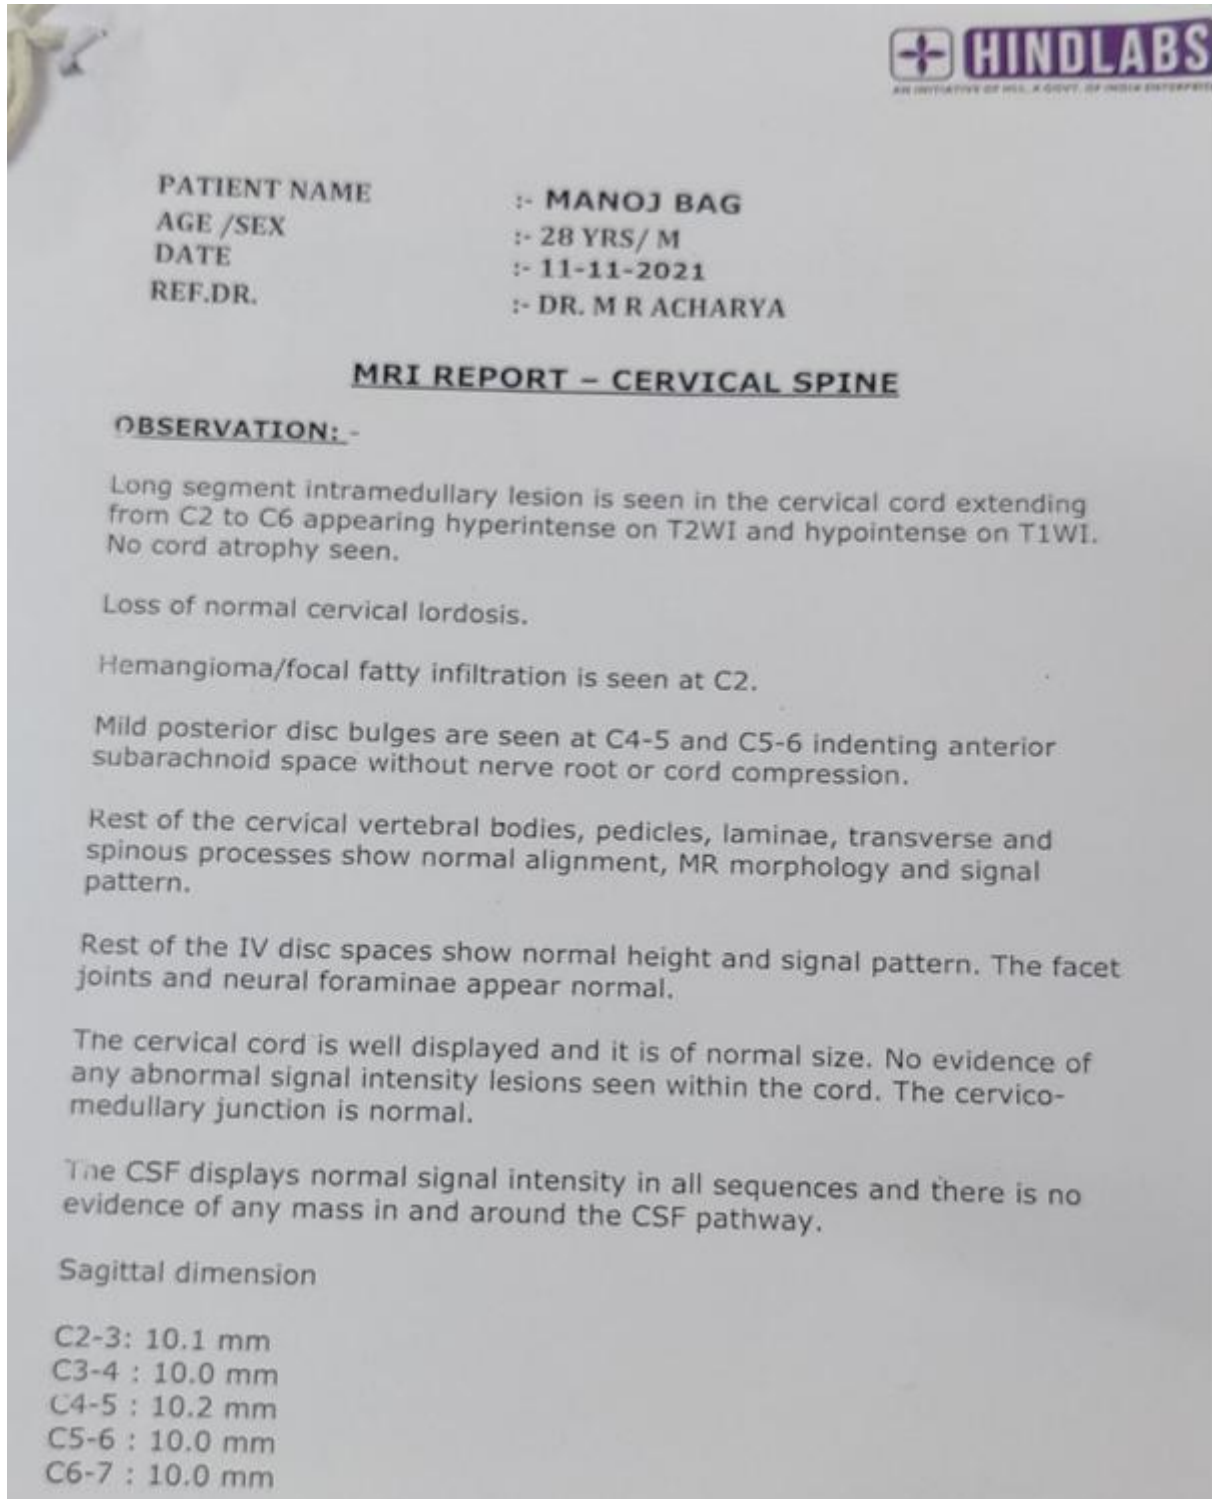 HINDLABS
AN INITIATIVE OF HLL, A GOVT. OF INDIA ENTERPRISE
PATIENT NAME :- MANOJ BAG
AGE /SEX :- 28 YRS/ M
DATE :- 11-11-2021
REF.DR. :- DR. M R ACHARYA
MRI REPORT – CERVICAL SPINE
OBSERVATION: -
Long segment intramedullary lesion is seen in the cervical cord extending
from C2 to C6 appearing hyperintense on T2WI and hypointense on T1WI.
No cord atrophy seen.
Loss of normal cervical lordosis.
Hemangioma/focal fatty infiltration is seen at C2.
Mild posterior disc bulges are seen at C4-5 and C5-6 indenting anterior
subarachnoid space without nerve root or cord compression.
Rest of the cervical vertebral bodies, pedicles, laminae, transverse and
spinous processes show normal alignment, MR morphology and signal
pattern.
Rest of the IV disc spaces show normal height and signal pattern. The facet
joints and neural foraminae appear normal.
The cervical cord is well displayed and it is of normal size. No evidence of
any abnormal signal intensity lesions seen within the cord. The cervico-
medullary junction is normal.
The CSF displays normal signal intensity in all sequences and there is no
evidence of any mass in and around the CSF pathway.
Sagittal dimension
C2-3: 10.1 mm
C3-4 : 10.0 mm
C4-5 : 10.2 mm
C5-6 : 10.0 mm
C6-7 : 10.0 mm